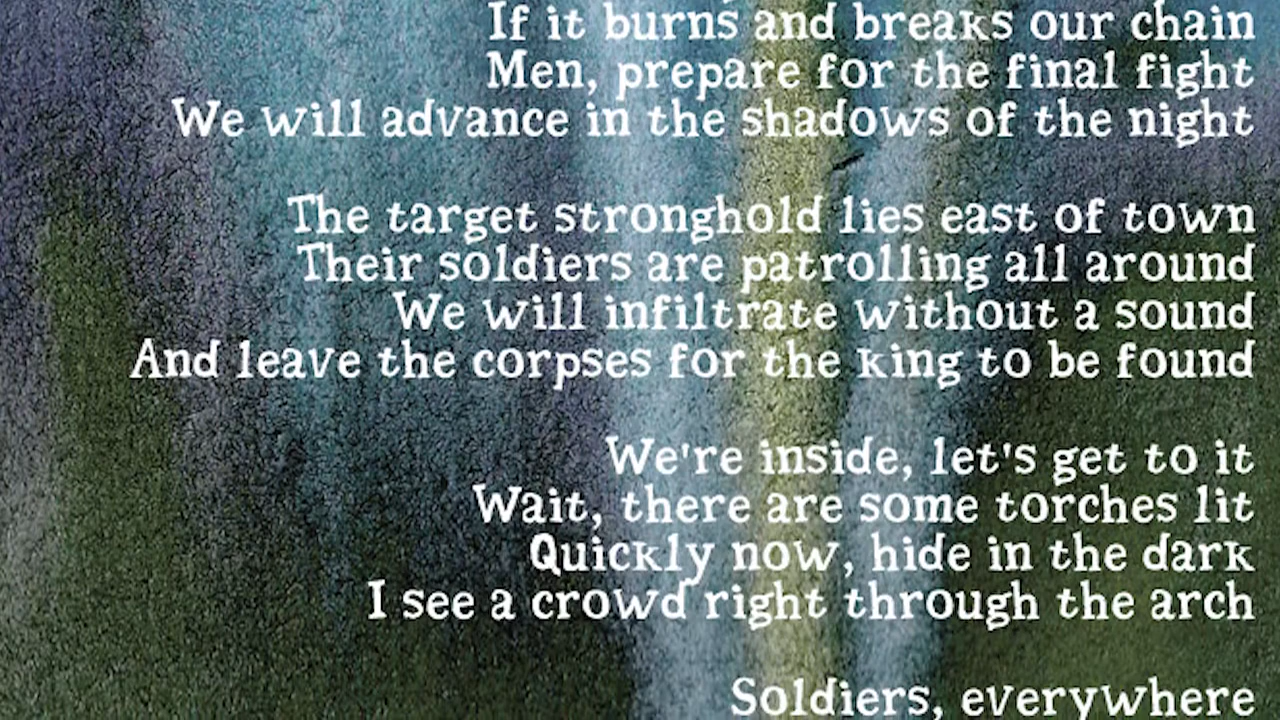 If it burns and breaks our chain
Men, prepare for the final fight
We will advance in the shadows of the night
The target stronghold lies east of town
Their soldiers are patrolling all around
We will infiltrate without a sound
And leave the corpses for the king to be found
We're inside, let's get to it
Wait, there are some torches lit
Quickly now, hide in the dark
I see a crowd right through the arch
Soldiers, everywhere